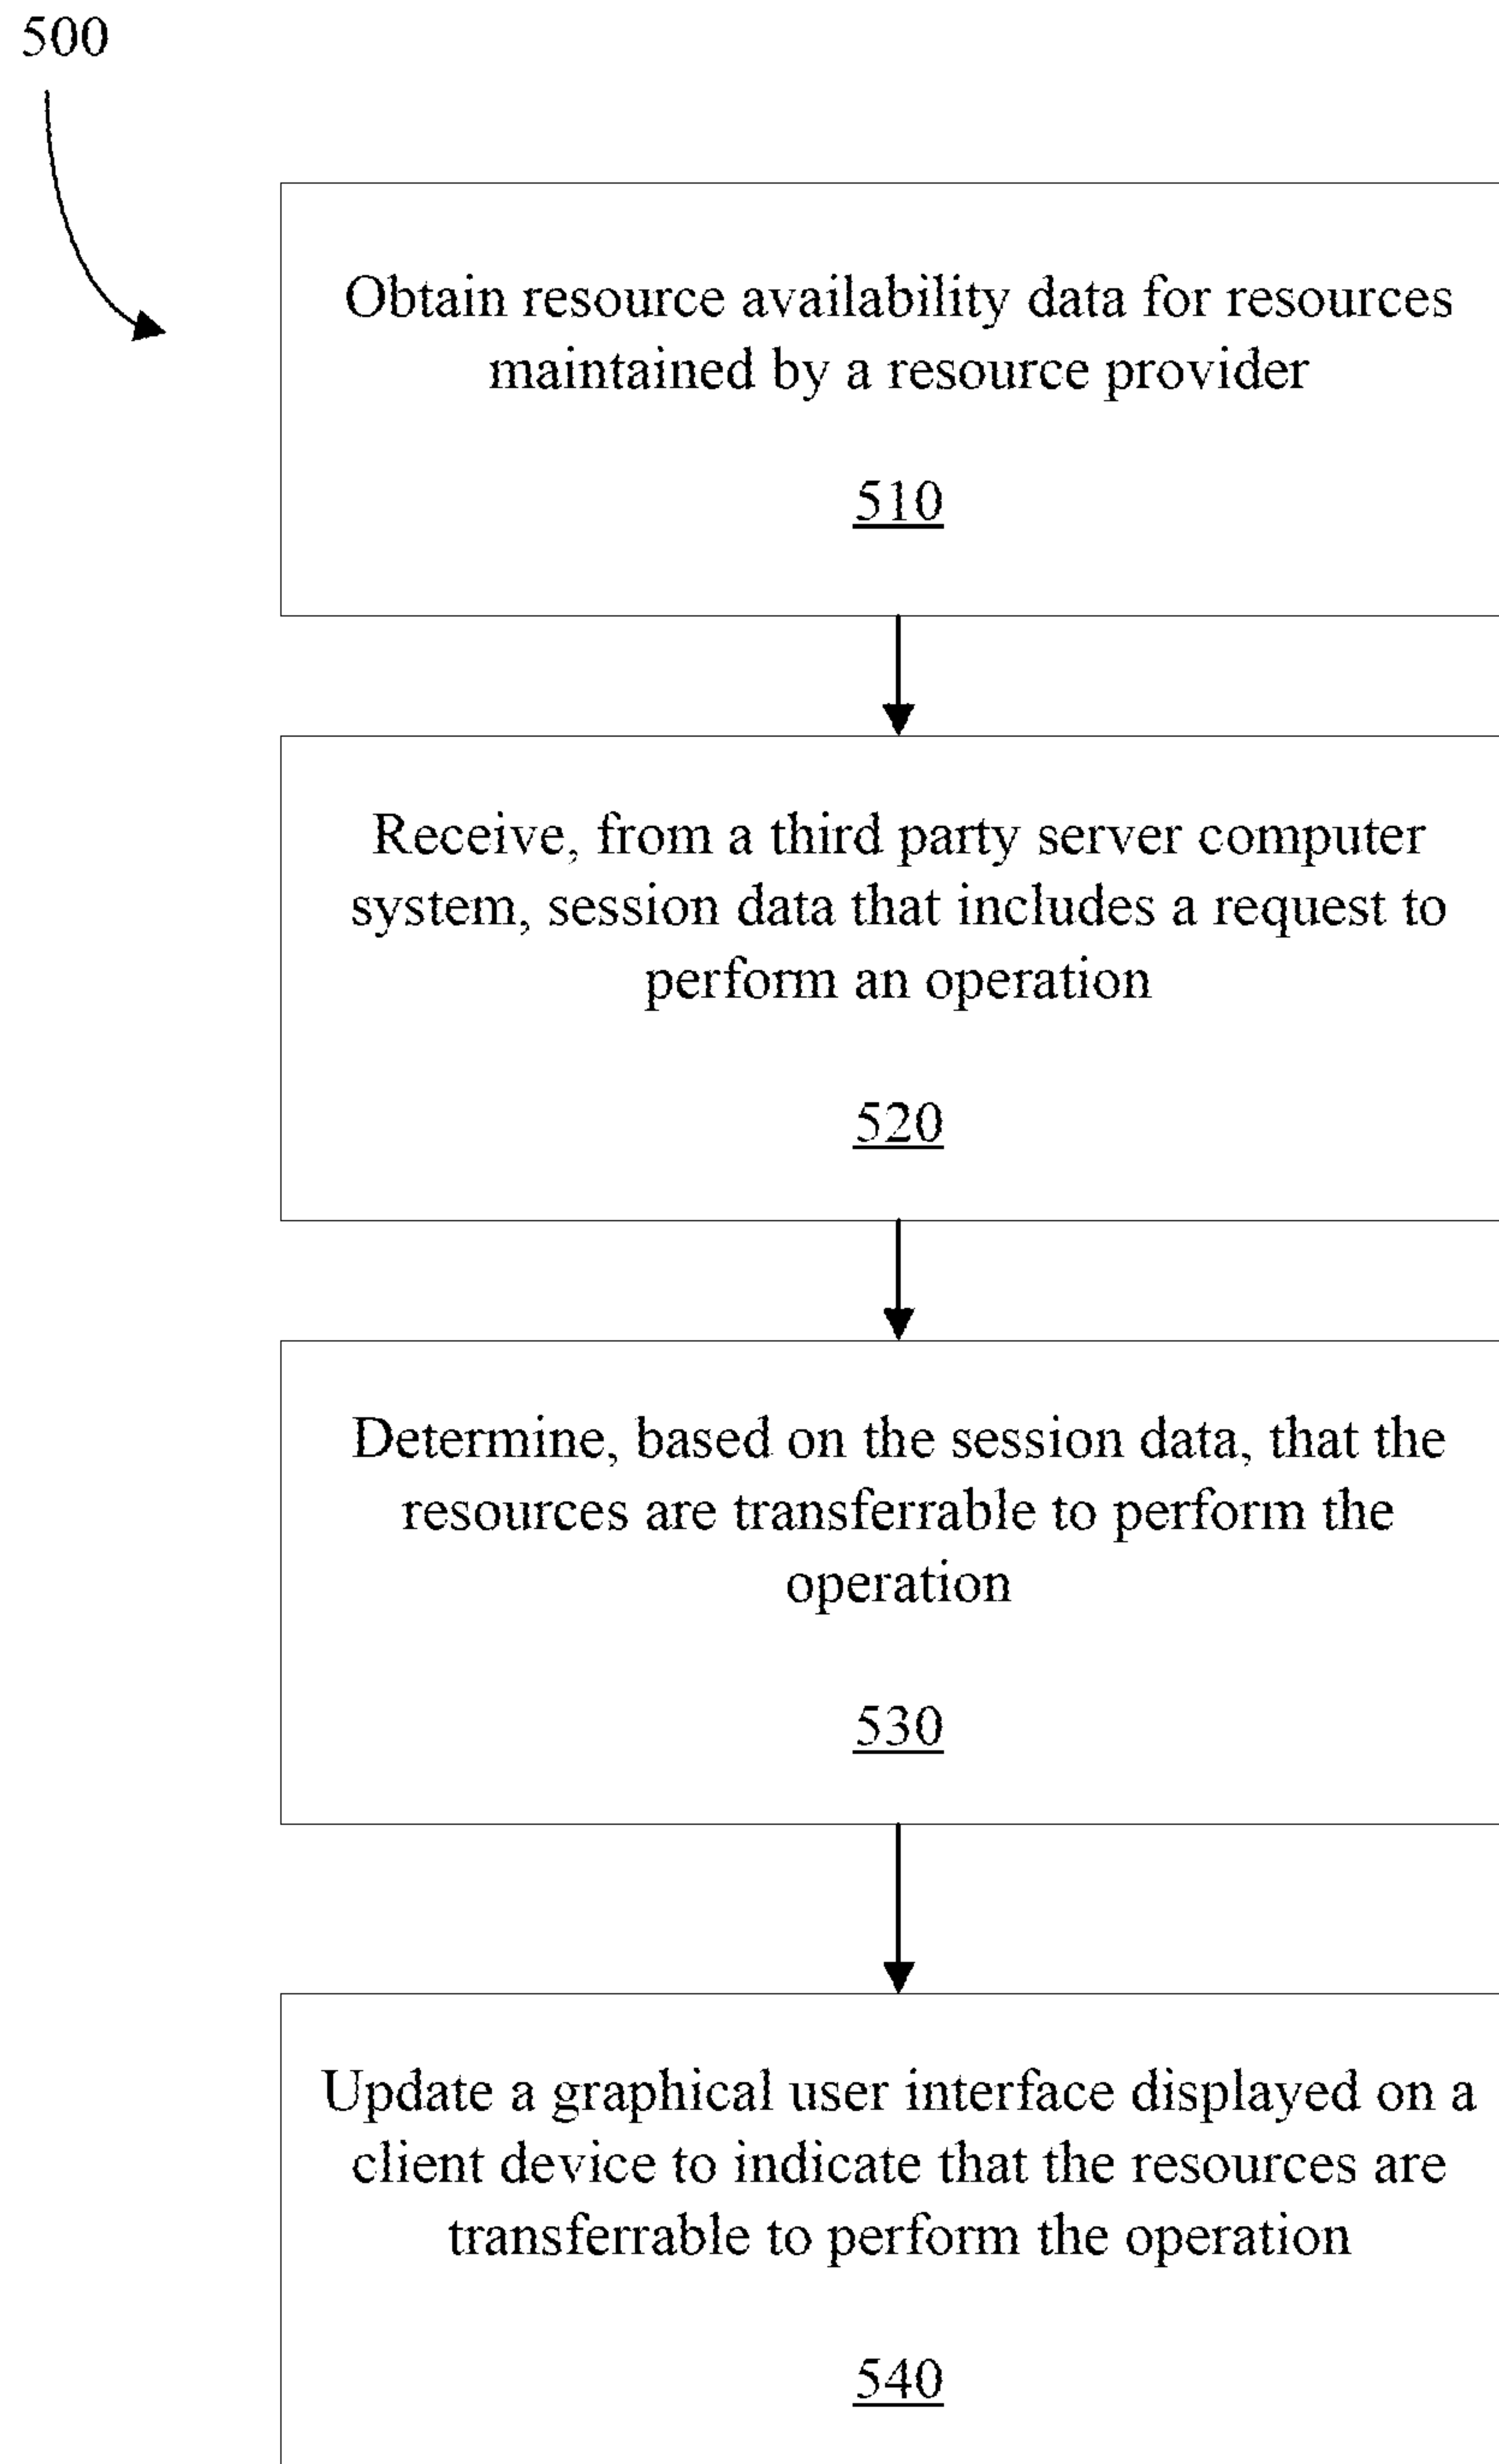 500
Obtain resource availability data for resources
maintained by a resource provider
510
Receive, from a third party server computer
system, session data that includes a request to
perform an operation
520
Determine, based on the session data, that the
resources are transferrable to perform the
operation
530
Update a graphical user interface displayed on a
client device to indicate that the resources are
transferrable to perform the operation
540